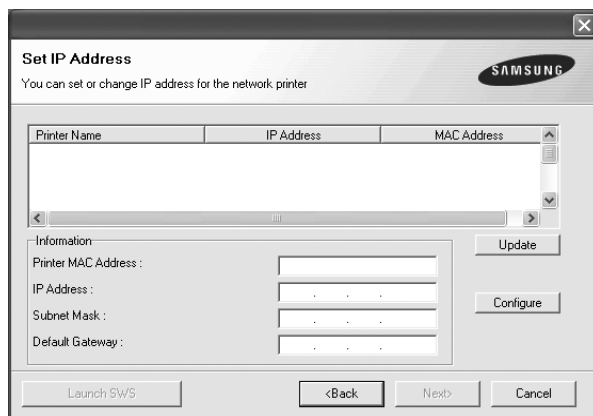 Set IP Address
You can set or change IP address for the network printer
SAMSUNG
Printer Name IP Address MAC Address
Information
Update
Printer MAC Address :
IP Address :
Configure
Subnet Mask :
Default Gateway :
Launch SWS <Back Next> Cancel